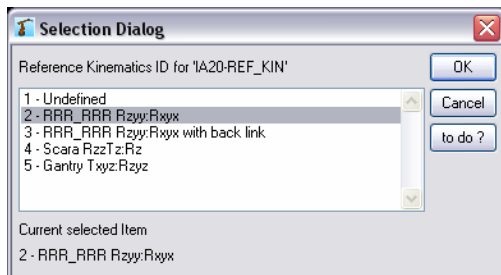 Selection Dialog
Reference Kinematics ID for 'IA20-REF_KIN'
OK
1 - Undefined
Cancel
2 - RRR_RRR Rzyy:Rxyx
3 - RRR_RRR Rzyy:Rxyx with back link
to do ?
4 - Scara RzzTz:Rz
5 - Gantry Txyz:Rzyz
Current selected Item
2 - RRR_RRR Rzyy:Rxyx